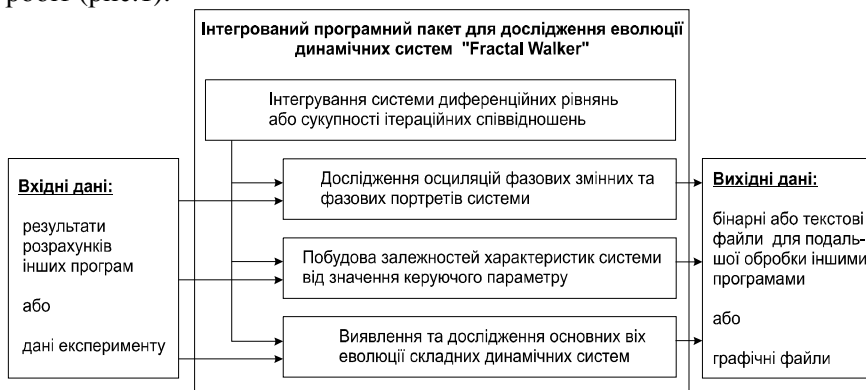 робіт (рис.1).
Інтегрований програмний пакет для дослідження еволюції
динамічних систем "Fractal Walker"
Інтегрування системи диференційних рівнянь
або сукупності ітераційних співвідношень
Вхідні дані:
результати
розрахунків
інших програм
або
дані експерименту
Дослідження осциляцій фазових змінних та
фазових портретів системи
Побудова залежностей характеристик системи
від значення керуючого параметру
Виявлення та дослідження основних віх
еволюції складних динамічних систем
Вихідні дані:
бінарні або текстові
файли для подаль-
шої обробки іншими
програмами
або
графічні файли